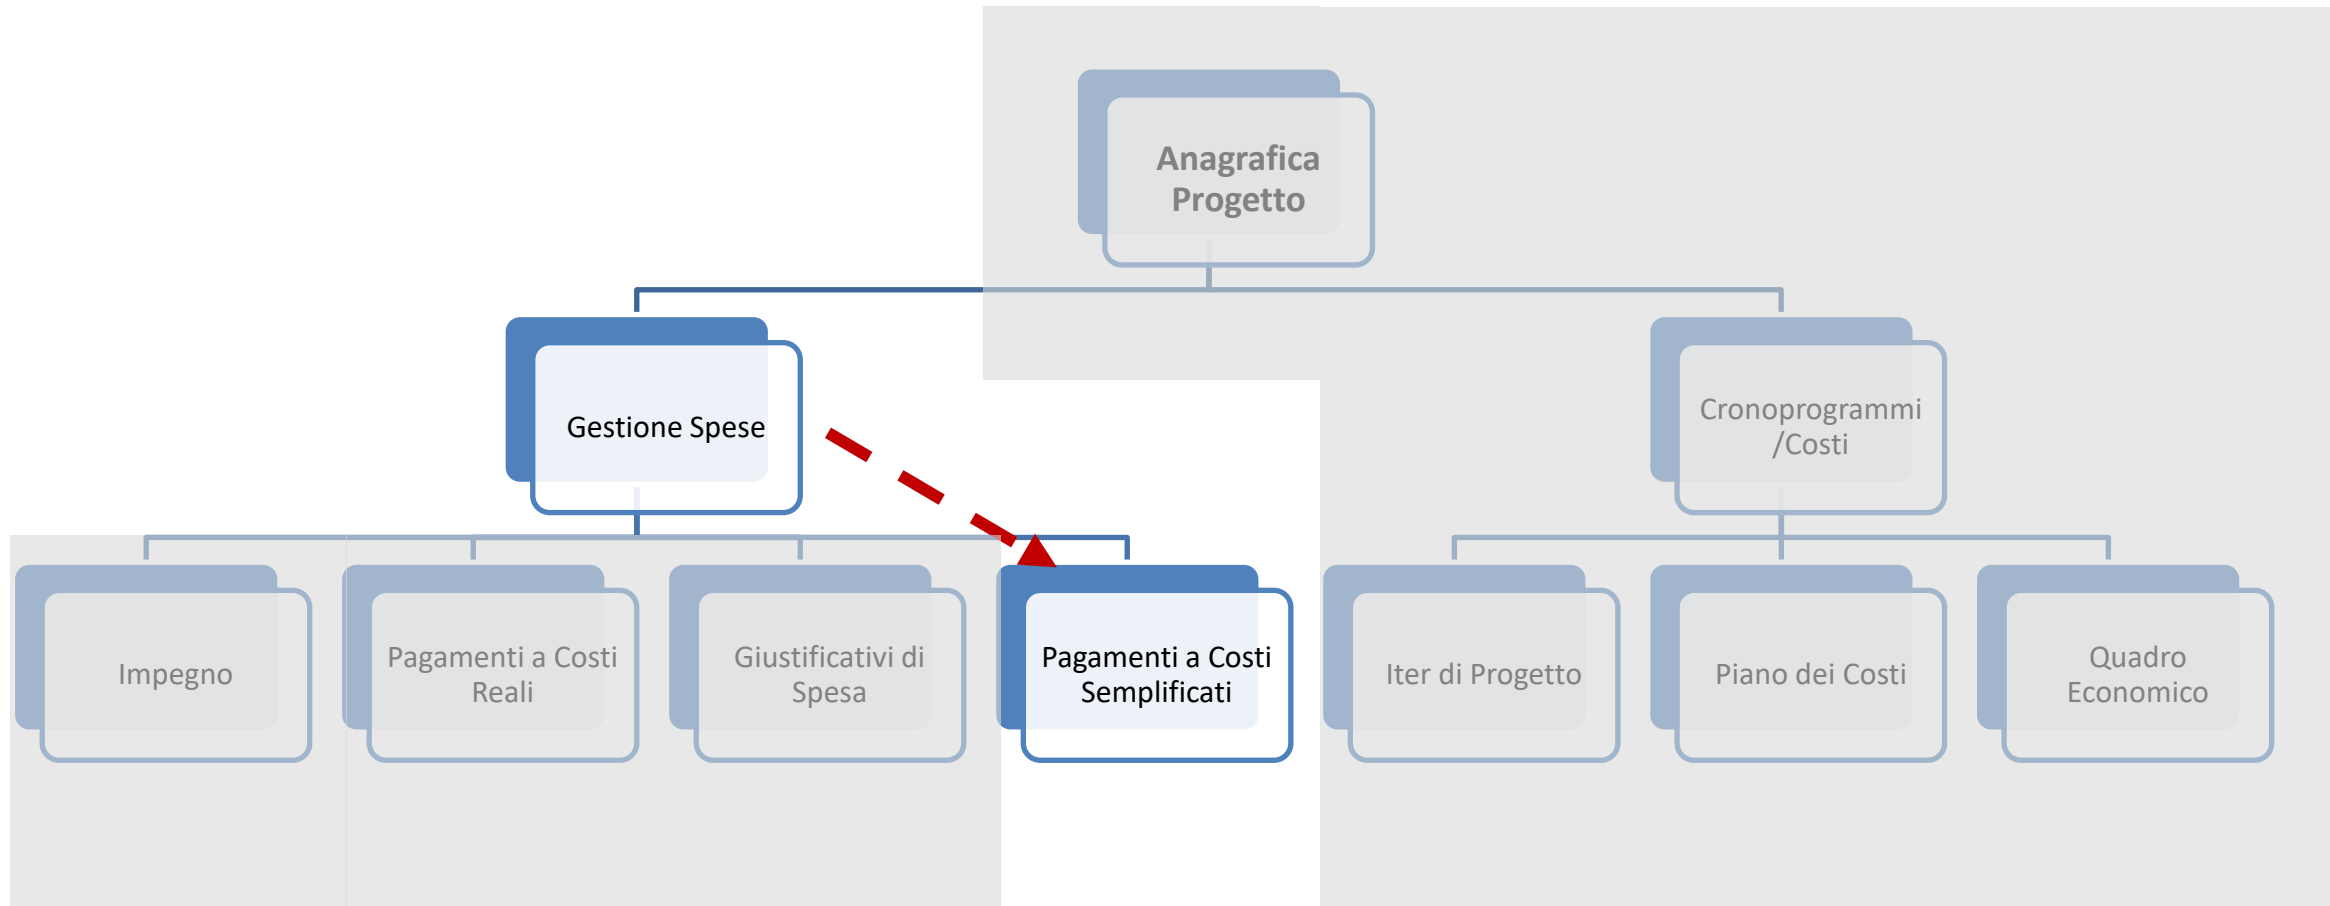 Anagrafica
Progetto
Gestione Spese
Cronoprogrammi
/Costi
Impegno
Pagamenti a Costi
Reali
Giustificativi di
Spesa
Pagamenti a Costi
Semplificati
Iter di Progetto
Piano dei Costi
Quadro
Economico